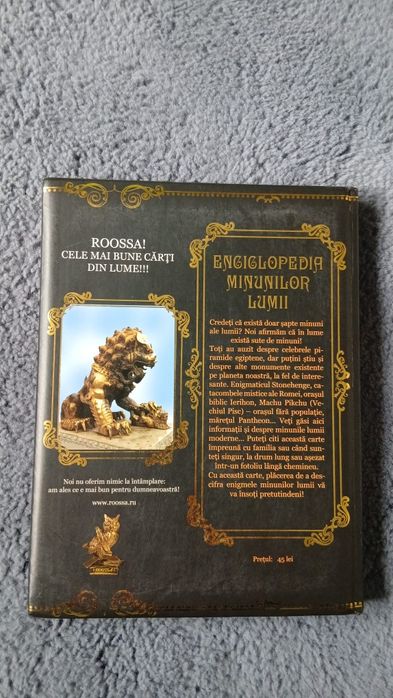 ROOSSA!
CELE MAI BUNE CĂRȚI
DIN LUME!!!
Noi nu oferim nimic la întâmplare:
am ales ce e mai bun pentru dumneavoastră!
www.roossa.ru
ENCICLOPEDIA
MINUNILOR
LUMII
Credeți că există doar șapte minuni
ale lumii? Noi afirmăm că în lume
există sute de minuni!
Toți au auzit despre celebrele pi-
ramide egiptene, dar puțini știu și
despre alte monumente existente
pe planeta noastră, la fel de intere-
sante. Enigmaticul Stonehenge, ca-
tacombele mistice ale Romei, orașul
biblic Ierihon, Machu Pikchu (Ve-
chiul Pisc) – orașul fără populație,
mărețul Pantheon... Veți găsi aici
informații și despre minunile lumii
moderne... Puteți citi această carte
împreună cu familia sau când sun-
teți singur, la drum lung sau așezat
într-un fotoliu lângă chemineu.
Cu această carte, plăcerea de a des-
cifra enigmele minunilor lumii vă
va însoți pretutindeni!
Prețul: 45 lei